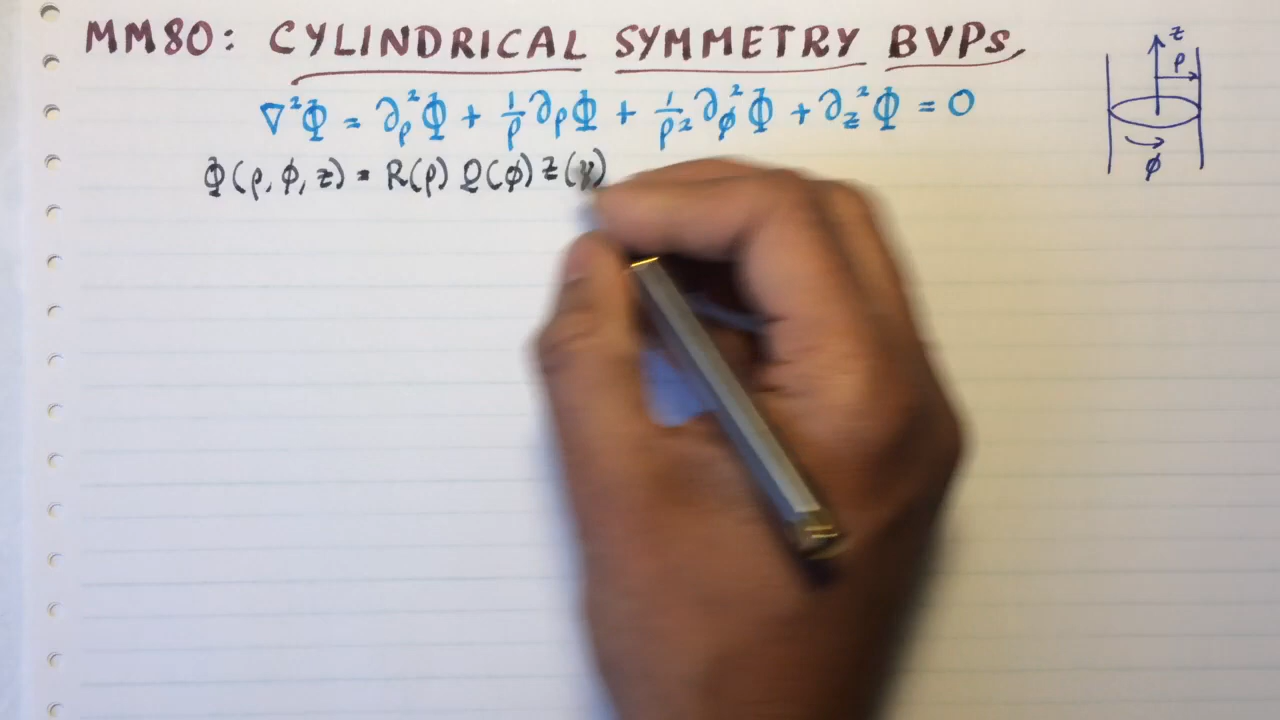 MM80: CYLINDRICAL SYMMETRY BVPs
∇²Φ = ∂ρ²Φ + 1/ρ ∂ρΦ + 1/ρ² ∂ϕ²Φ + ∂z²Φ = 0
Φ(ρ, ϕ, z) = R(ρ) Q(ϕ) Z(
z
ρ
ϕ